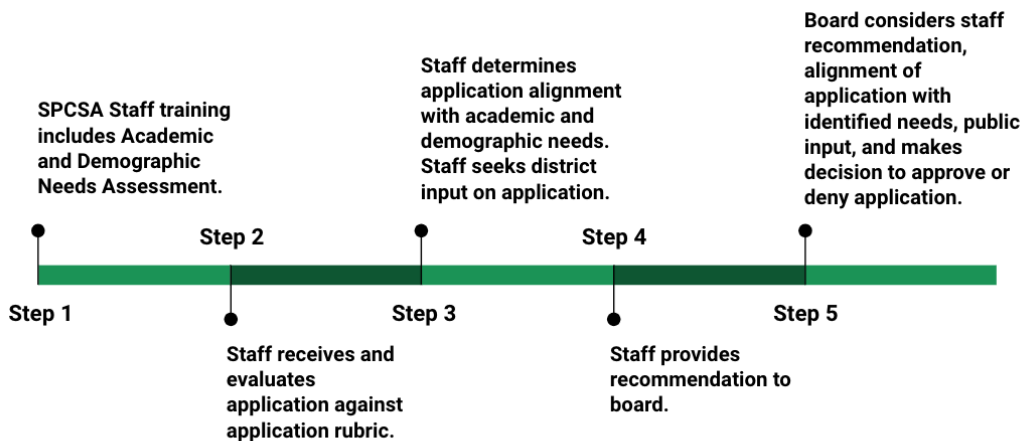 SPCSA Staff training
includes Academic
and Demographic
Needs Assessment.
Step 1
Step 2
Staff receives and
evaluates
application against
application rubric.
Staff determines
application alignment
with academic and
demographic needs.
Staff seeks district
input on application.
Step 3
Step 4
Staff provides
recommendation to
board.
Board considers staff
recommendation,
alignment of
application with
identified needs, public
input, and makes
decision to approve or
deny application.
Step 5